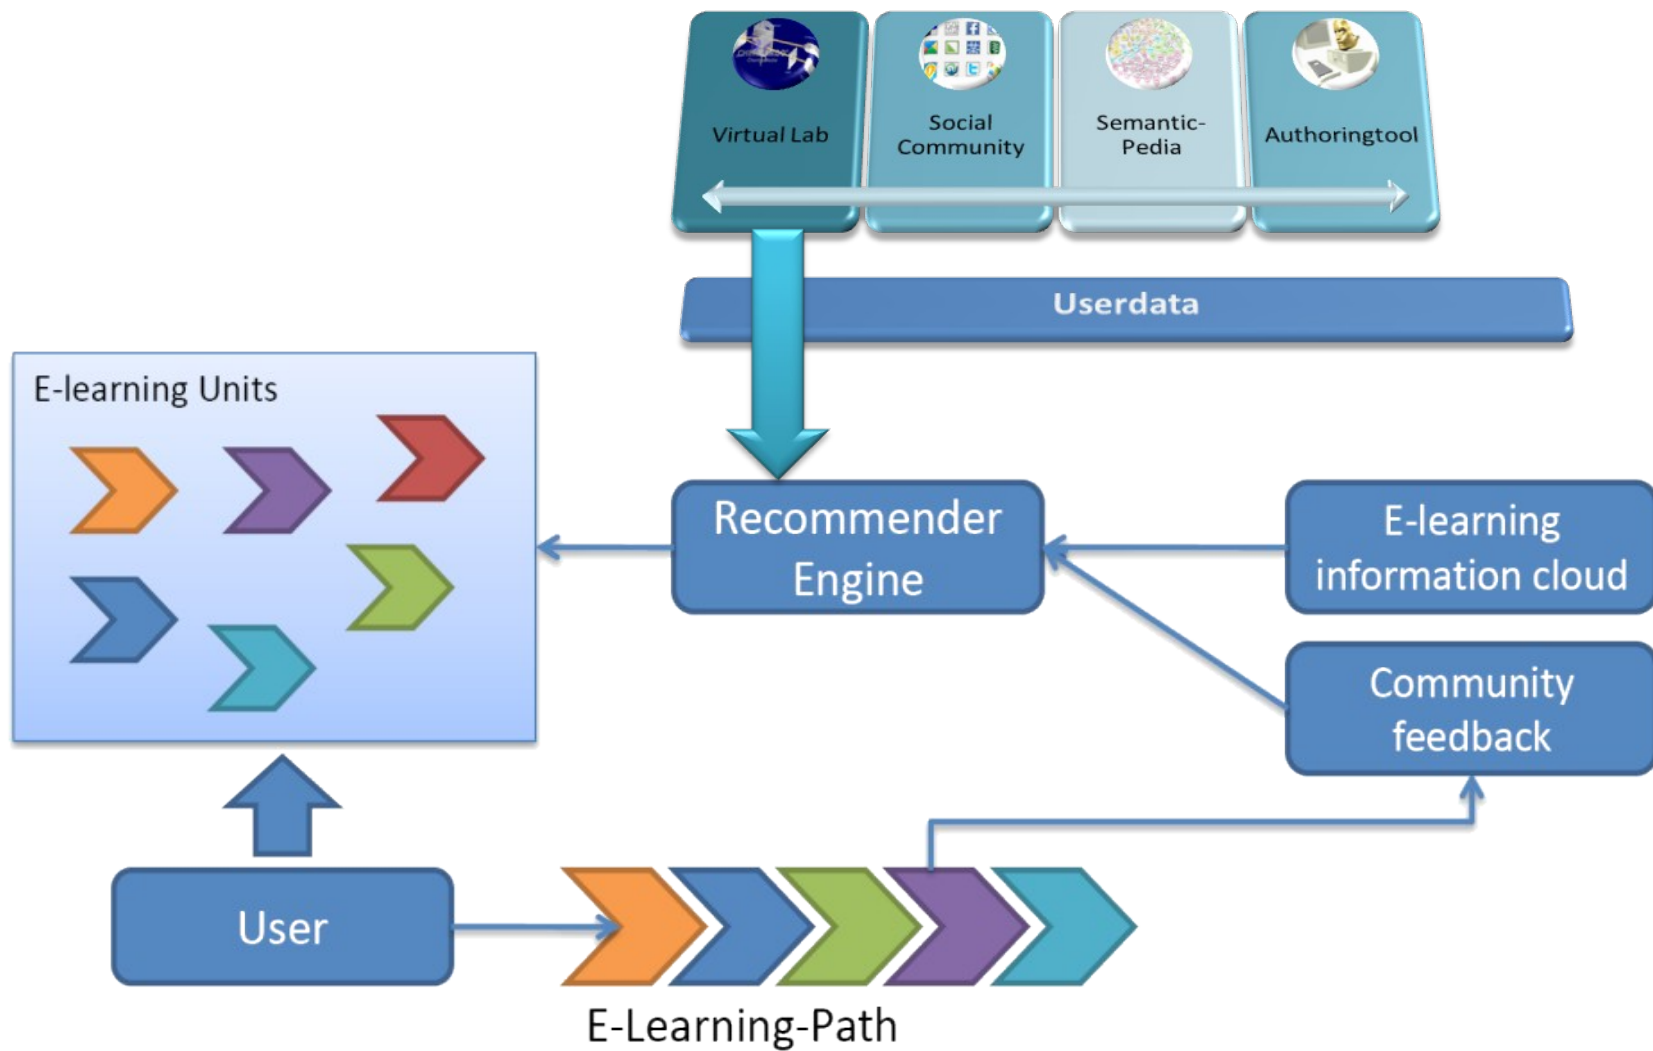 Virtual Lab
Social
Community
Semantic-
Pedia
Authoringtool
Userdata
E-learning Units
Recommender
Engine
E-learning
information cloud
Community
feedback
User
E-Learning-Path